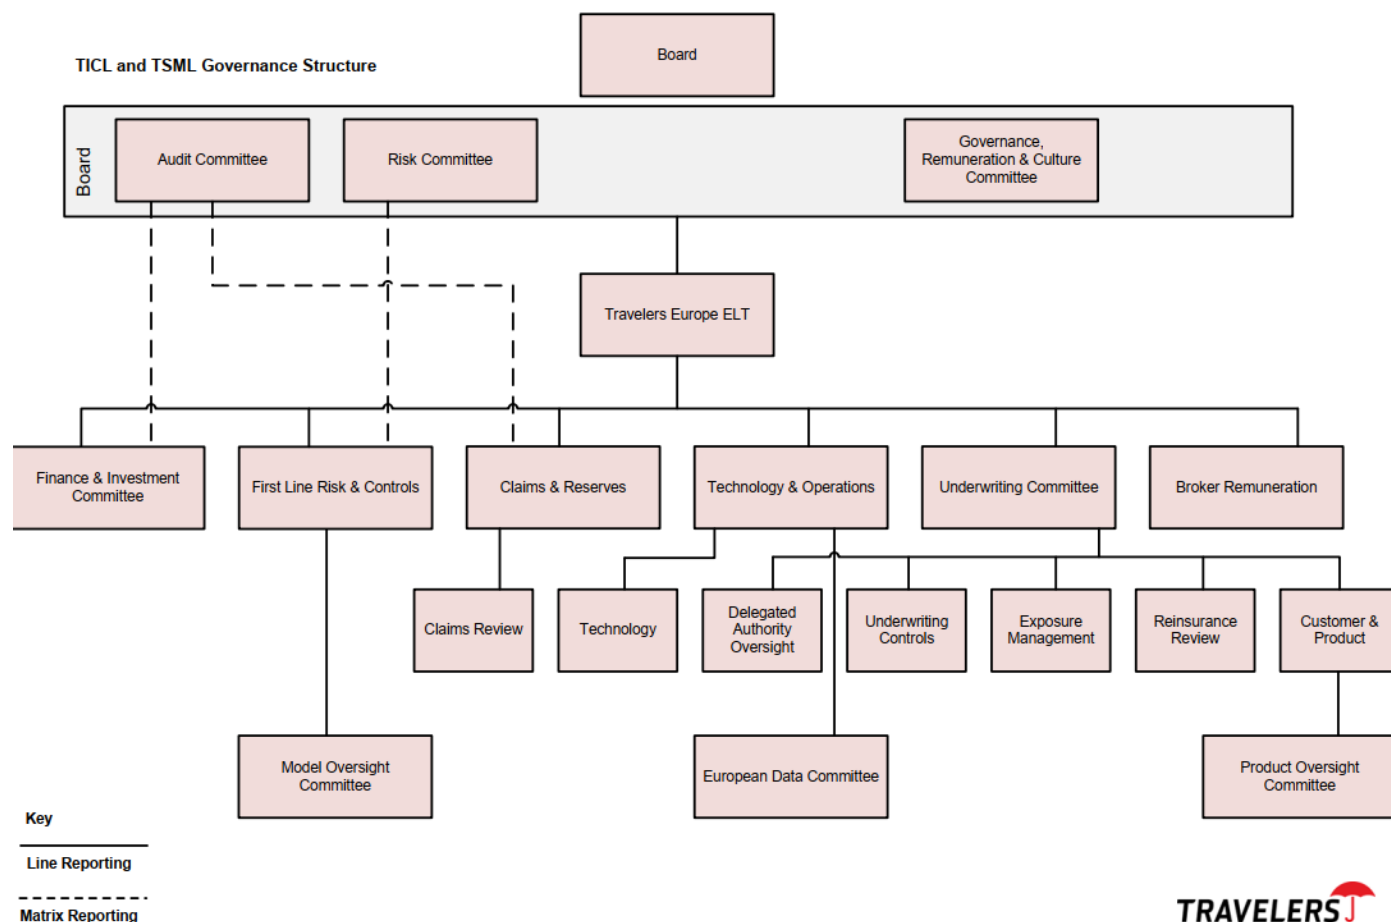 Board
TICL and TSML Governance Structure
Board
Audit Committee
Risk Committee
Governance,
Remuneration & Culture
Committee
Travelers Europe ELT
Finance & Investment
Committee
First Line Risk & Controls
Claims & Reserves
Technology & Operations
Underwriting Committee
Broker Remuneration
Claims Review
Technology
Delegated
Authority
Oversight
Underwriting
Controls
Exposure
Management
Reinsurance
Review
Customer &
Product
Model Oversight
Committee
European Data Committee
Product Oversight
Committee
Key
Line Reporting
Matrix Reporting
TRAVELERS